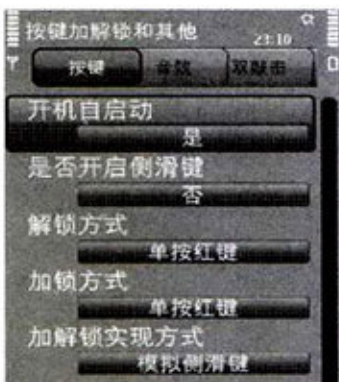 按键加解锁和其他
23:10
按键 音效 双敲击
开机自启动
是
是否开启侧滑键
否
解锁方式
单按红键
加锁方式
单按红键
加解锁实现方式
模拟侧滑键